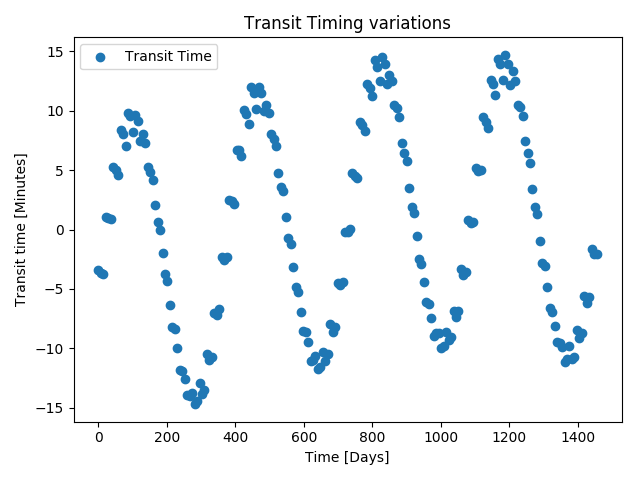 Transit Timing variations
Transit Time
Transit time [Minutes]
15
10
5
0
−5
−10
−15
0 200 400 600 800 1000 1200 1400
Time [Days]